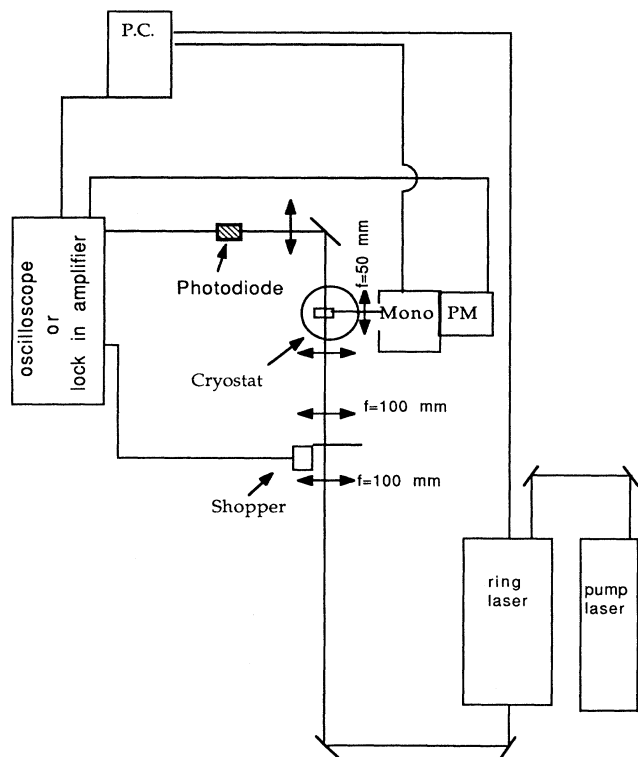 P.C.
oscilloscope
or
lock in amplifier
Photodiode
f=50 mm
Mono
PM
Cryostat
f=100 mm
f=100 mm
Shopper
ring
laser
pump
laser